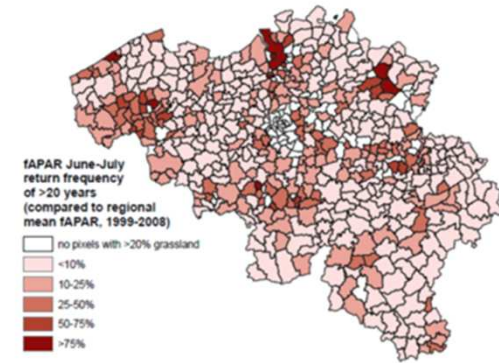 fAPAR June-July
return frequency
of >20 years
(compared to regional
mean fAPAR, 1999-2008)
no pixels with >20% grassland
<10%
10-25%
25-50%
50-75%
>75%